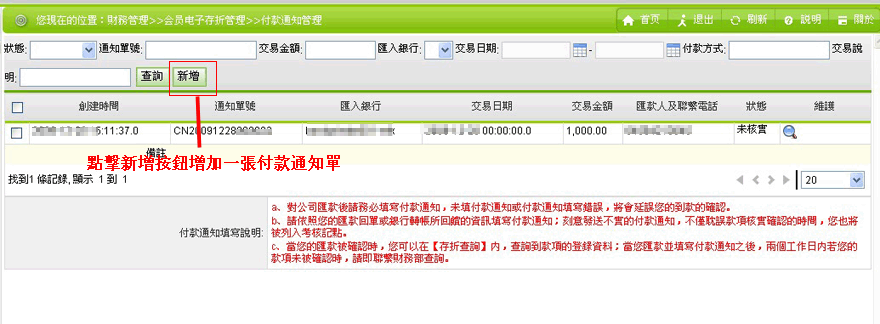 您現在的位置：財務管理>>会员电子存折管理>>付款通知管理
首页 退出 刷新 說明 關於
狀態: 通知單號: 交易金額: 匯入銀行: 交易日期: - 付款方式: 交易說
明: 查詢 新增
創建時間 通知單號 匯入銀行 交易日期 交易金額 匯款人及聯繫電話 狀態 維護
5:11:37.0 CN20091228 00:00:00.0 1,000.00 未核實
備註
點擊新增按鈕增加一張付款通知單
找到1 條記錄,顯示 1 到 1
20
付款通知填写說明:
a、對公司匯款後請務必填寫付款通知，未填付款通知或付款通知填寫錯誤，將會延誤您的到款的確認。
b、請依照您的匯款回單或銀行轉帳所回饋的資訊填寫付款通知；刻意發送不實的付款通知，不僅耽誤款項核實確認的時間，您也將
被列入考核記點。
c、當您的匯款被確認時，您可以在【存折查詢】內，查詢到款項的登錄資料；當您匯款並填寫付款通知之後，兩個工作日內若您的
款項未被確認時，請即聯繫財務部查詢。